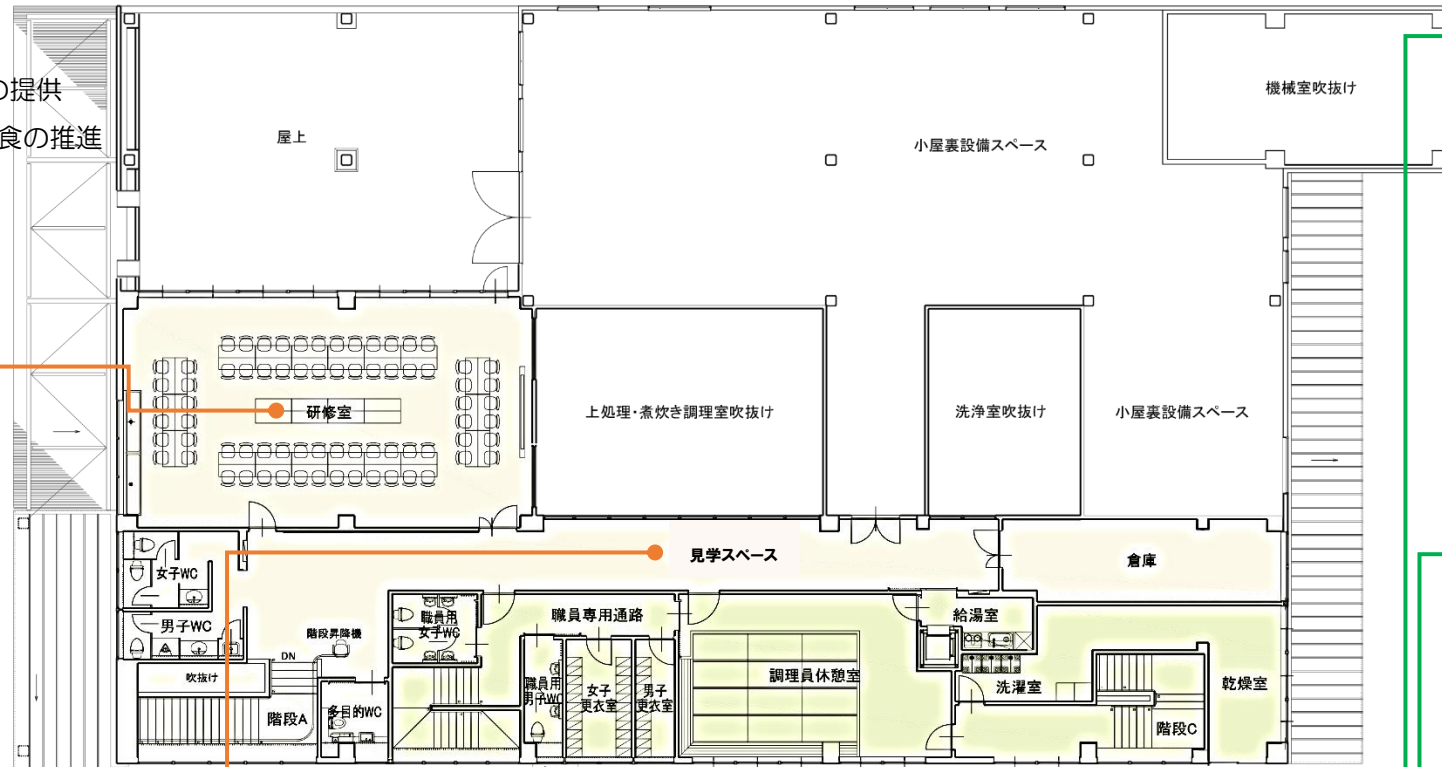 の提供
食の推進
屋上
小屋裏設備スペース
機械室吹抜け
研修室
上処理・煮炊き調理室吹抜け
洗浄室吹抜け
小屋裏設備スペース
見学スペース
倉庫
女子WC
男子WC
階段昇降機
DN
吹抜け
階段A
多目的WC
職員用
女子WC
職員専用通路
職員用
男子WC
女子
更衣室
男子
更衣室
調理員休憩室
給湯室
洗濯室
階段C
乾燥室